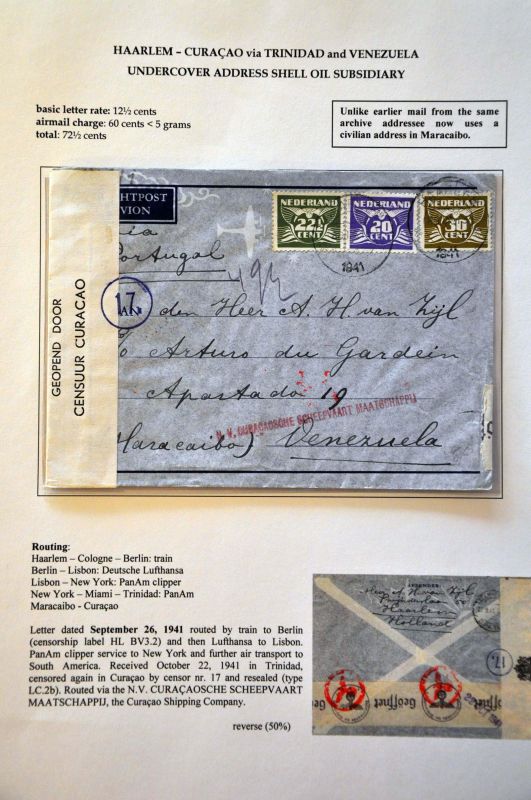 HAARLEM – CURAÇAO via TRINIDAD and VENEZUELA
UNDERCOVER ADDRESS SHELL OIL SUBSIDIARY
basic letter rate: 12½ cents
airmail charge: 60 cents < 5 grams
total: 72½ cents
Unlike earlier mail from the same
archive addressee now uses a
civilian address in Maracaibo.
GEOPEND DOOR
CENSUUR CURACAO
HTPOST
VION
NEDERLAND
22½
CENT
NEDERLAND
20
CENT
NEDERLAND
30
CENT
1941
1941
via
Portugal
17
den Heer A. H. van Zijl
c/o Arturo du Gardein
Apartado 19
N.V. CURAÇAOSCHE SCHEEPVAART MAATSCHAPPIJ
(Maracaibo) Venezuela
Routing:
Haarlem – Cologne – Berlin: train
Berlin – Lisbon: Deutsche Lufthansa
Lisbon – New York: PanAm clipper
New York – Miami – Trinidad: PanAm
Maracaibo - Curaçao
Letter dated September 26, 1941 routed by train to Berlin
(censorship label HL BV3.2) and then Lufthansa to Lisbon.
PanAm clipper service to New York and further air transport to
South America. Received October 22, 1941 in Trinidad,
censored again in Curaçao by censor nr. 17 and resealed (type
LC.2b). Routed via the N.V. CURAÇAOSCHE SCHEEPVAART
MAATSCHAPPIJ, the Curaçao Shipping Company.
reverse (50%)
van Zijl
Haarlem
Holland
17.
Geöffnet
Geöffnet